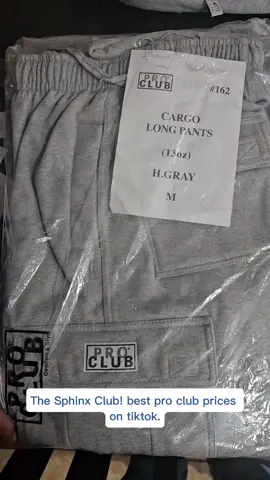 PRO
CLUB
#162
CARGO
LONG PANTS
(13oz)
H.GRAY
M
PRO
CLUB
PRO
CLUB
The Sphinx Club! best pro club prices
on tiktok.